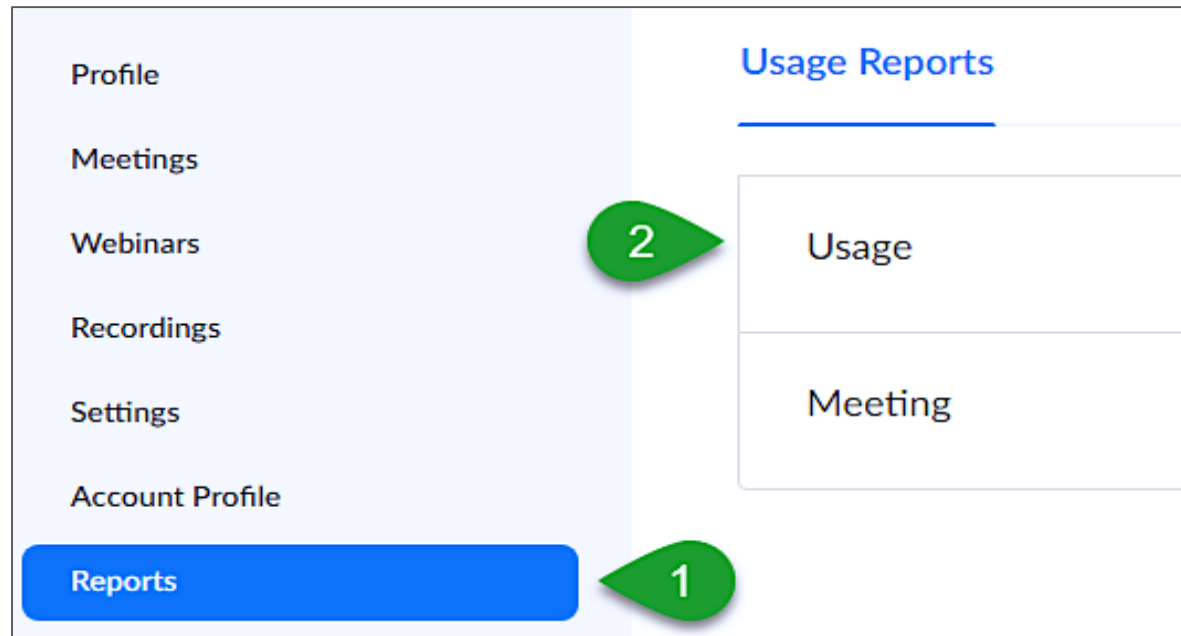 Profile
Meetings
Webinars
Recordings
Settings
Account Profile
Reports
1
Usage Reports
2
Usage
Meeting